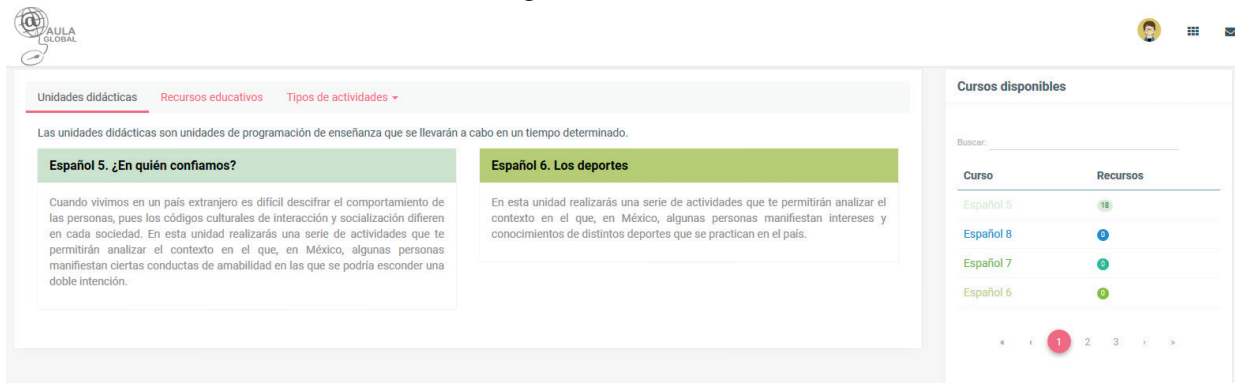 @ AULA
GLOBAL
Unidades didácticas Recursos educativos Tipos de actividades
Las unidades didácticas son unidades de programación de enseñanza que se llevarán a cabo en un tiempo determinado.
Español 5. ¿En quién confiamos?
Cuando vivimos en un país extranjero es difícil descifrar el comportamiento de
las personas, pues los códigos culturales de interacción y socialización difieren
en cada sociedad. En esta unidad realizarás una serie de actividades que te
permitirán analizar el contexto en el que, en México, algunas personas
manifiestan ciertas conductas de amabilidad en las que se podría esconder una
doble intención.
Español 6. Los deportes
En esta unidad realizarás una serie de actividades que te permitirán analizar el
contexto en el que, en México, algunas personas manifiestan intereses y
conocimientos de distintos deportes que se practican en el país.
Cursos disponibles
Buscar:
Curso Recursos
Español 5 18
Español 8 0
Español 7 0
Español 6 0
« ‹ 1 2 3 › »